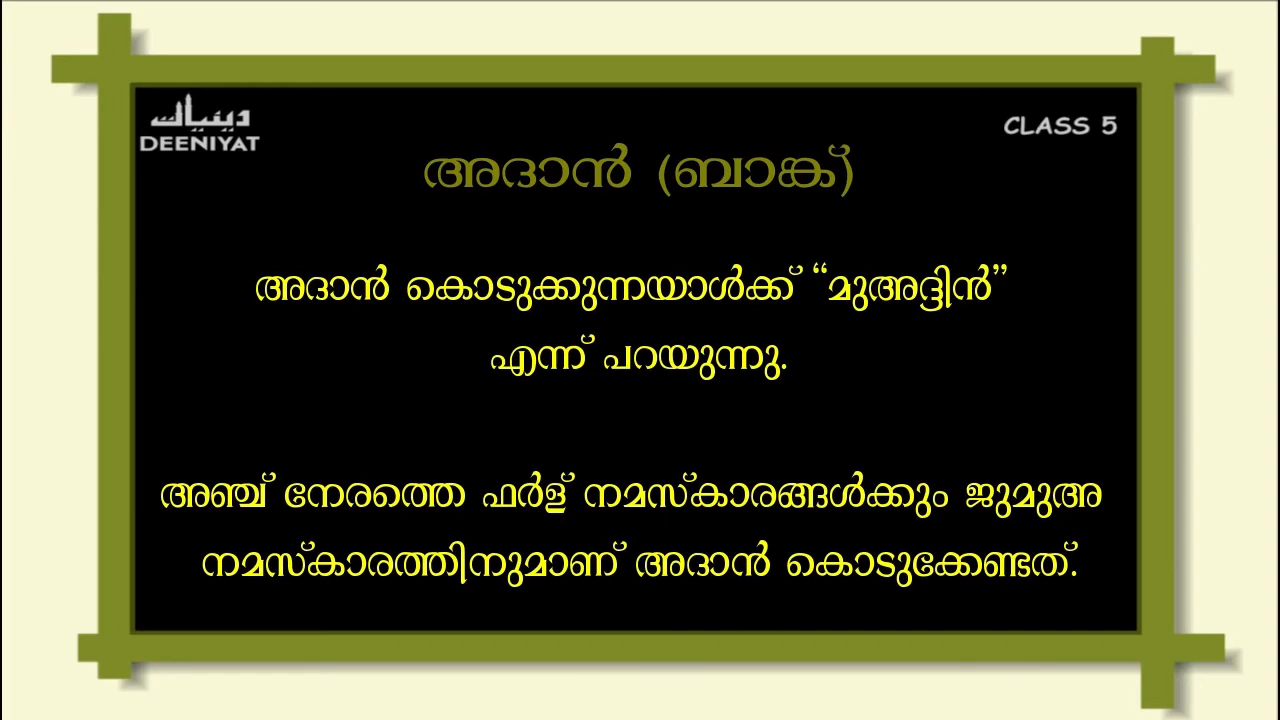 دينيات
DEENIYAT
CLASS 5
അദാൻ (ബാങ്ക്)
അദാൻ കൊടുക്കുന്നയാൾക്ക് “മുഅദ്ദിൻ”
എന്ന് പറയുന്നു.
അഞ്ച് നേരത്തെ ഫർള് നമസ്കാരങ്ങൾക്കും ജുമുഅ
നമസ്കാരത്തിനുമാണ് അദാൻ കൊടുക്കേണ്ടത്.